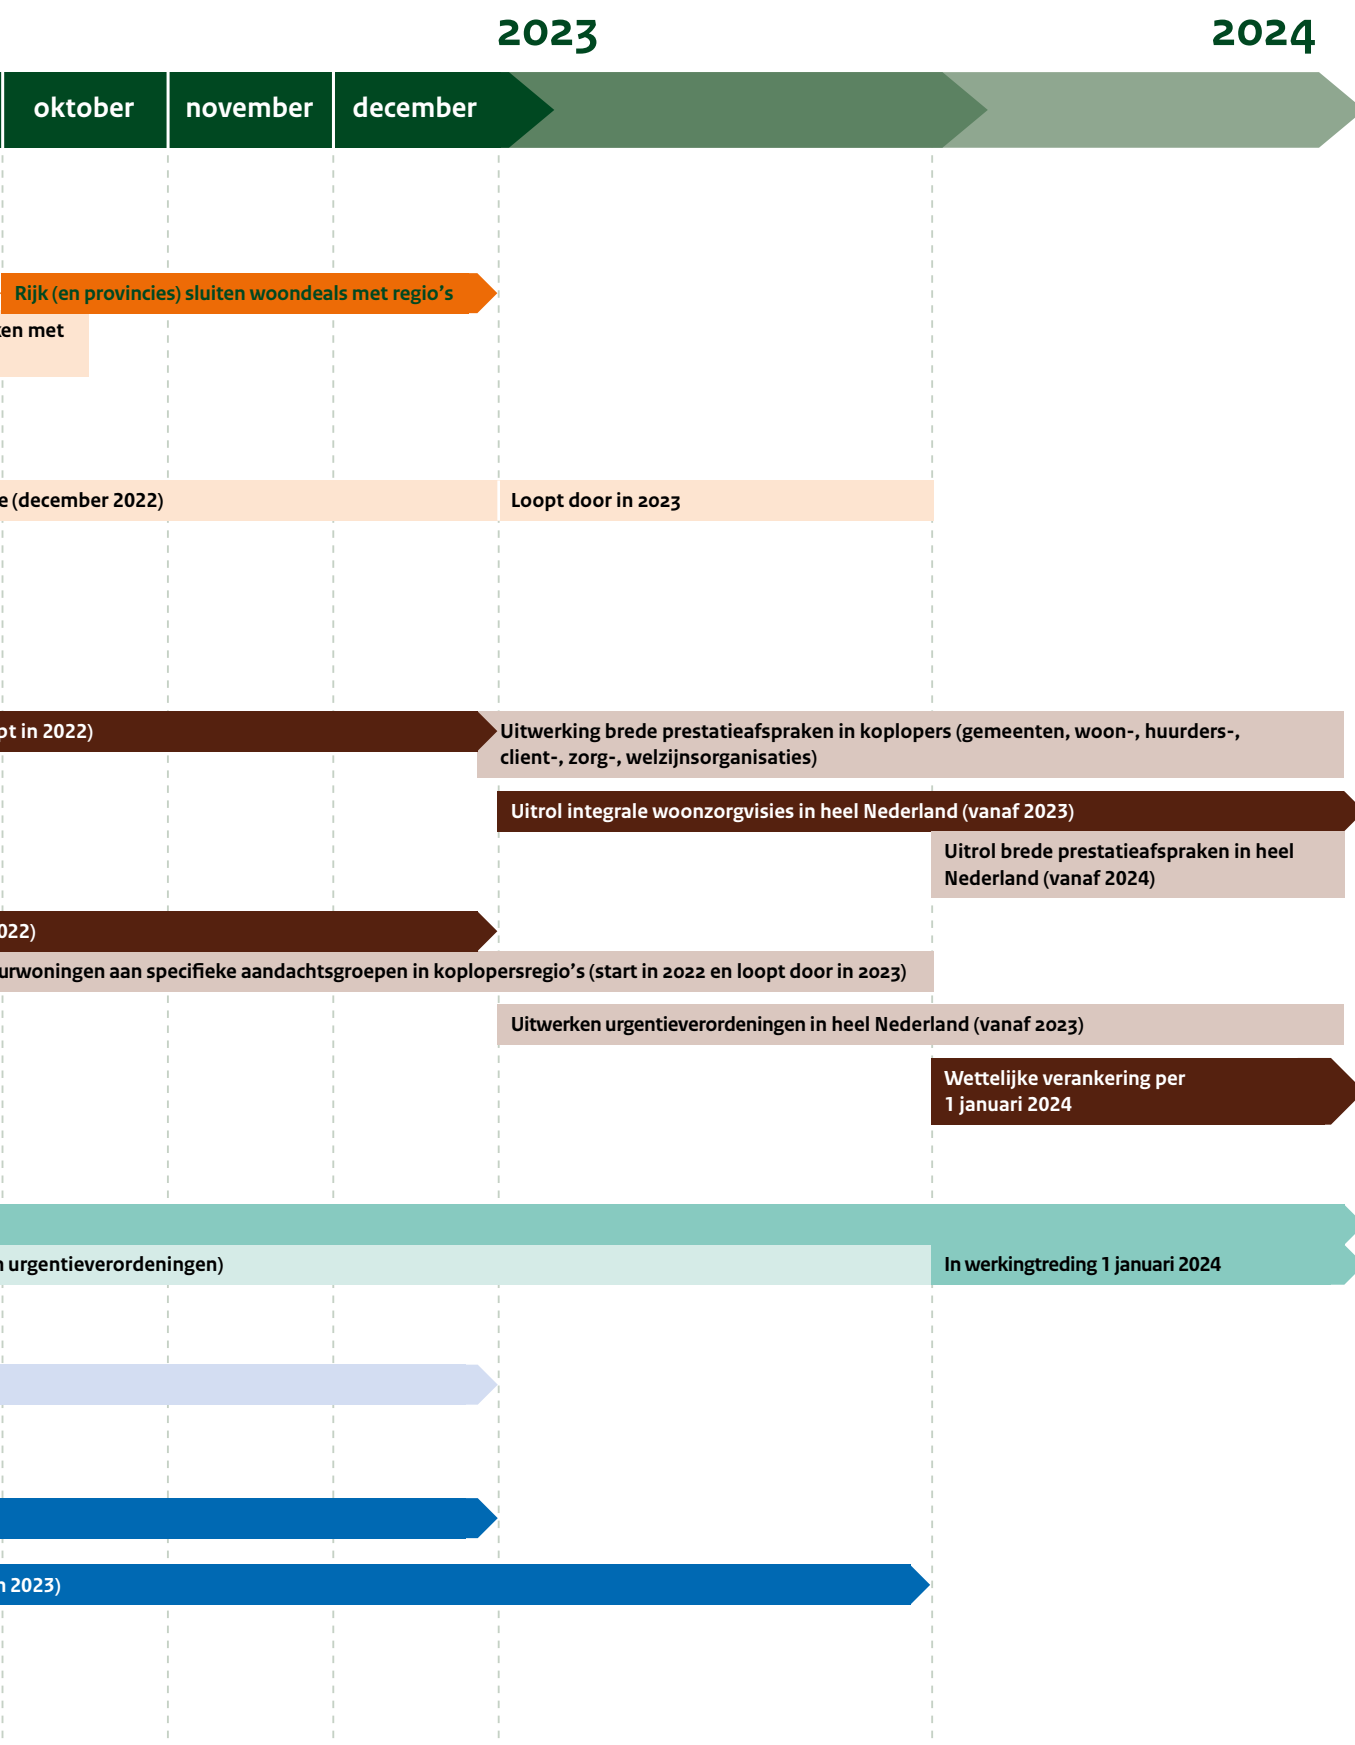 2023
2024
oktober
november
december
Rijk (en provincies) sluiten woondeals met regio’s
met
(december 2022)
Loopt door in 2023
in 2022)
Uitwerking brede prestatieafspraken in koplopers (gemeenten, woon-, huurders-,
client-, zorg-, welzijnsorganisaties)
Uitrol integrale woonzorgvisies in heel Nederland (vanaf 2023)
Uitrol brede prestatieafspraken in heel
Nederland (vanaf 2024)
aan specifieke aandachtsgroepen in koplopersregio’s (start in 2022 en loopt door in 2023)
Uitwerken urgentieverordeningen in heel Nederland (vanaf 2023)
Wettelijke verankering per
1 januari 2024
urgentieverordeningen)
In werkingtreding 1 januari 2024
2023)